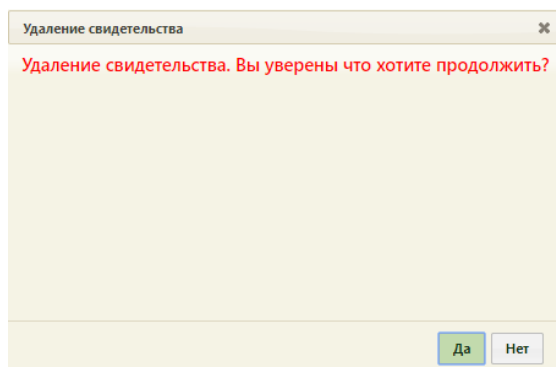 Удаление свидетельства
Удаление свидетельства. Вы уверены что хотите продолжить?
Да Нет